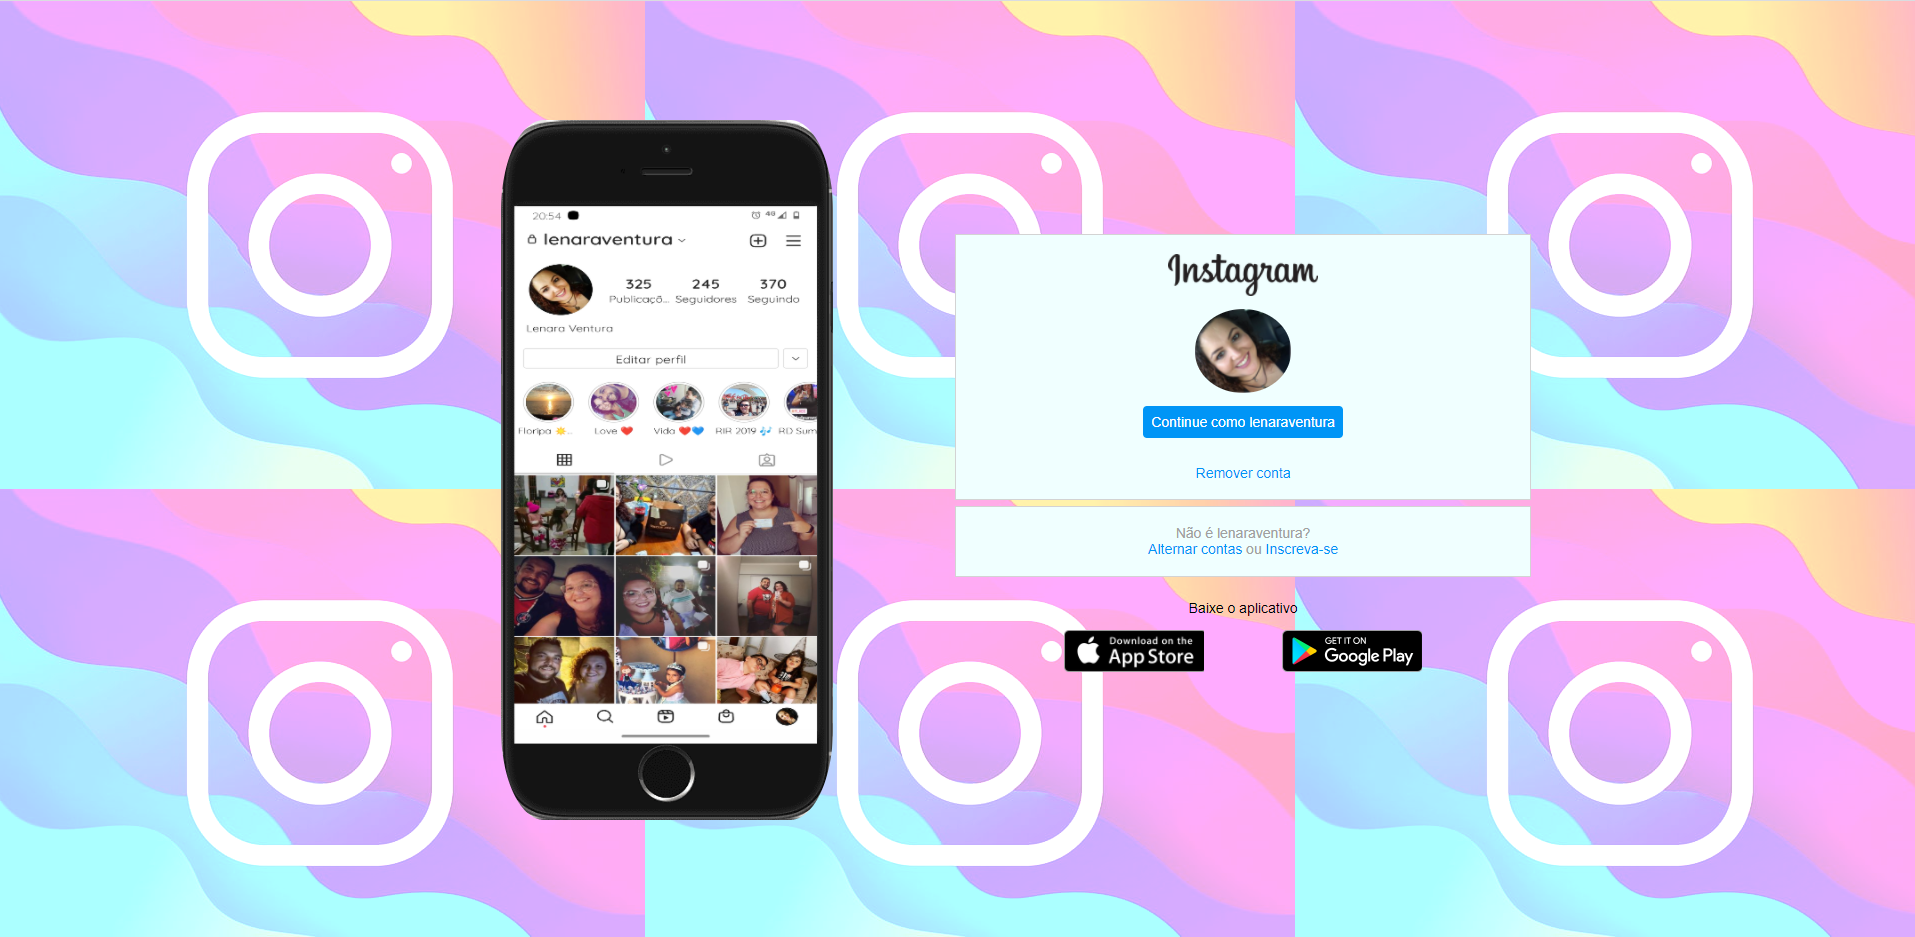 20:54
4G
lenaraventura
325
245
370
Publicaçõ...
Seguidores
Seguindo
Lenara Ventura
Editar perfil
Floripa ☀️..
Love ❤️
Vida ❤️💙
RIR 2019 🎶
RD Sum
Instagram
Continue como lenaraventura
Remover conta
Não é lenaraventura?
Alternar contas ou Inscreva-se
Baixe o aplicativo
Download on the
App Store
GET IT ON
Google Play